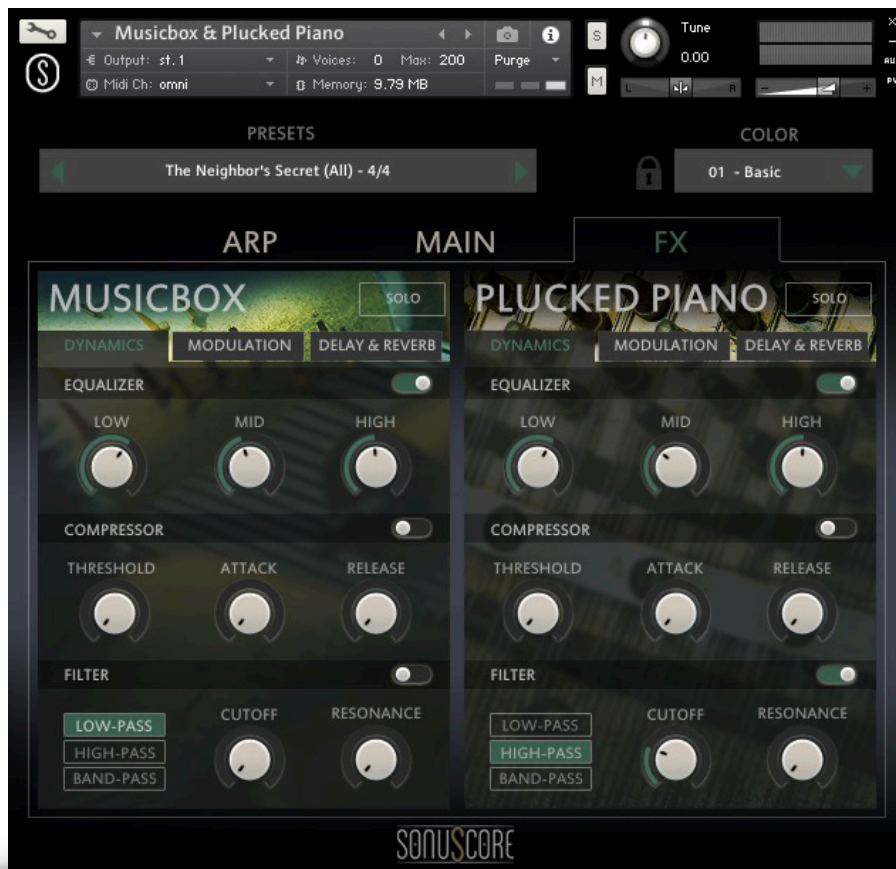 Musicbox & Plucked Piano
S
Tune
Output: st. 1
Voices: 0 Max: 200
Purge
0.00
Midi Ch: omni
Memory: 9.79 MB
M
L R
- +
PRESETS
COLOR
The Neighbor's Secret (All) - 4/4
01 - Basic
ARP
MAIN
FX
MUSICBOX
SOLO
PLUCKED PIANO
SOLO
DYNAMICS
MODULATION
DELAY & REVERB
DYNAMICS
MODULATION
DELAY & REVERB
EQUALIZER
EQUALIZER
LOW
MID
HIGH
LOW
MID
HIGH
COMPRESSOR
COMPRESSOR
THRESHOLD
ATTACK
RELEASE
THRESHOLD
ATTACK
RELEASE
FILTER
FILTER
LOW-PASS
HIGH-PASS
BAND-PASS
CUTOFF
RESONANCE
LOW-PASS
HIGH-PASS
BAND-PASS
CUTOFF
RESONANCE
SONUSCORE